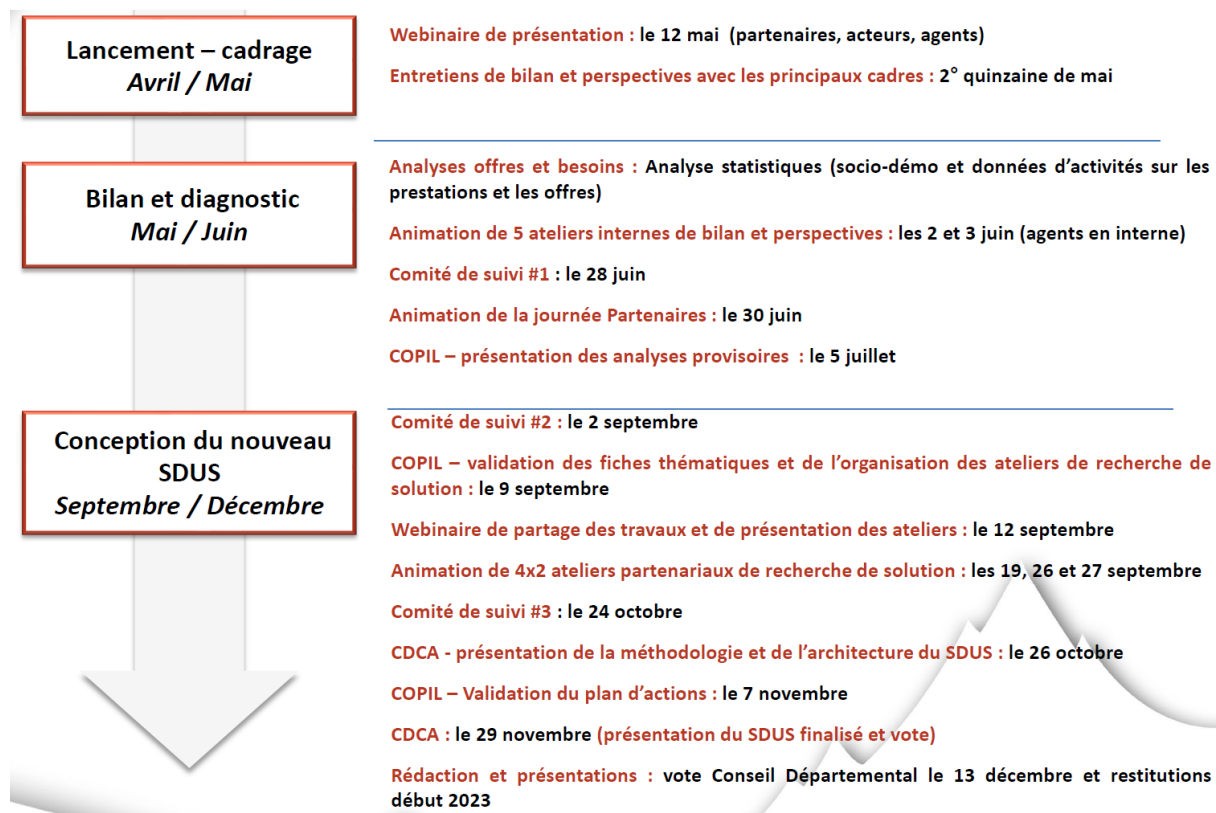 Lancement – cadrage
Avril / Mai
Webinaire de présentation : le 12 mai (partenaires, acteurs, agents)
Entretiens de bilan et perspectives avec les principaux cadres : 2° quinzaine de mai
Bilan et diagnostic
Mai / Juin
Analyses offres et besoins : Analyse statistiques (socio-démo et données d’activités sur les
prestations et les offres)
Animation de 5 ateliers internes de bilan et perspectives : les 2 et 3 juin (agents en interne)
Comité de suivi #1 : le 28 juin
Animation de la journée Partenaires : le 30 juin
COPIL – présentation des analyses provisoires : le 5 juillet
Conception du nouveau
SDUS
Septembre / Décembre
Comité de suivi #2 : le 2 septembre
COPIL – validation des fiches thématiques et de l’organisation des ateliers de recherche de
solution : le 9 septembre
Webinaire de partage des travaux et de présentation des ateliers : le 12 septembre
Animation de 4x2 ateliers partenariaux de recherche de solution : les 19, 26 et 27 septembre
Comité de suivi #3 : le 24 octobre
CDCA - présentation de la méthodologie et de l’architecture du SDUS : le 26 octobre
COPIL – Validation du plan d’actions : le 7 novembre
CDCA : le 29 novembre (présentation du SDUS finalisé et vote)
Rédaction et présentations : vote Conseil Départemental le 13 décembre et restitutions
début 2023